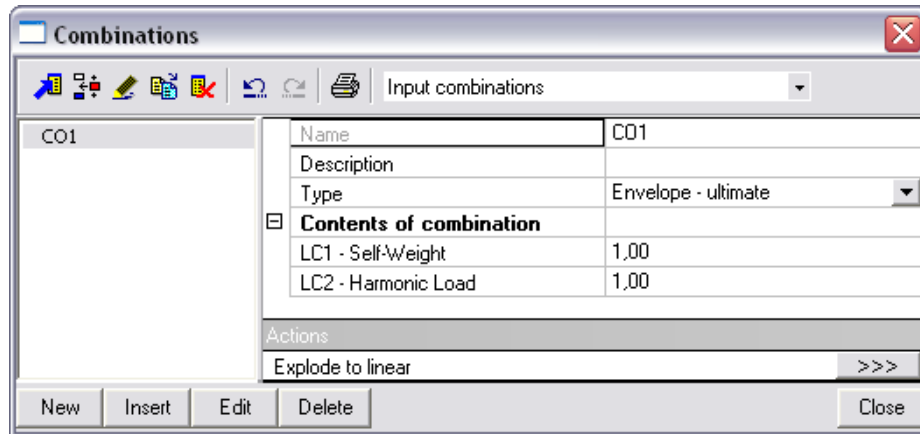 Combinations
Input combinations
CO1
Name CO1
Description
Type Envelope - ultimate
Contents of combination
LC1 - Self-Weight 1,00
LC2 - Harmonic Load 1,00
Actions
Explode to linear >>>
New Insert Edit Delete Close